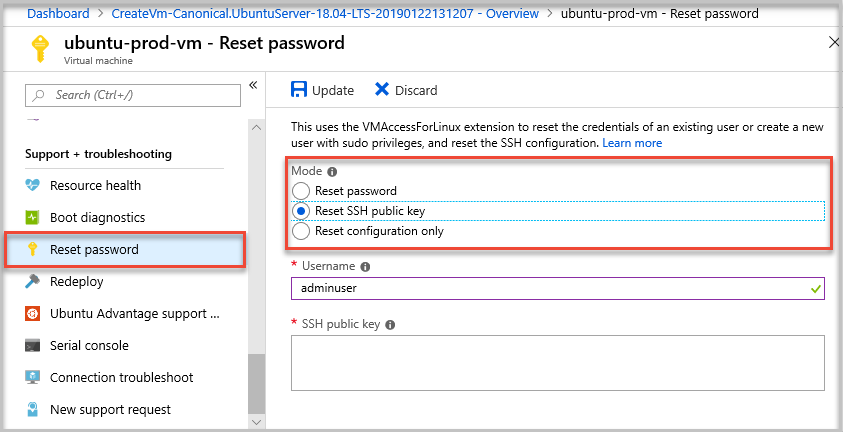 Dashboard > CreateVm-Canonical.UbuntuServer-18.04-LTS-20190122131207 - Overview > ubuntu-prod-vm - Reset password
ubuntu-prod-vm - Reset password
Virtual machine
Search (Ctrl+/)
Support + troubleshooting
Resource health
Boot diagnostics
Reset password
Redeploy
Ubuntu Advantage support ...
Serial console
Connection troubleshoot
New support request
Update
Discard
This uses the VMAccessForLinux extension to reset the credentials of an existing user or create a new
user with sudo privileges, and reset the SSH configuration. Learn more
Mode
Reset password
Reset SSH public key
Reset configuration only
* Username
adminuser
* SSH public key